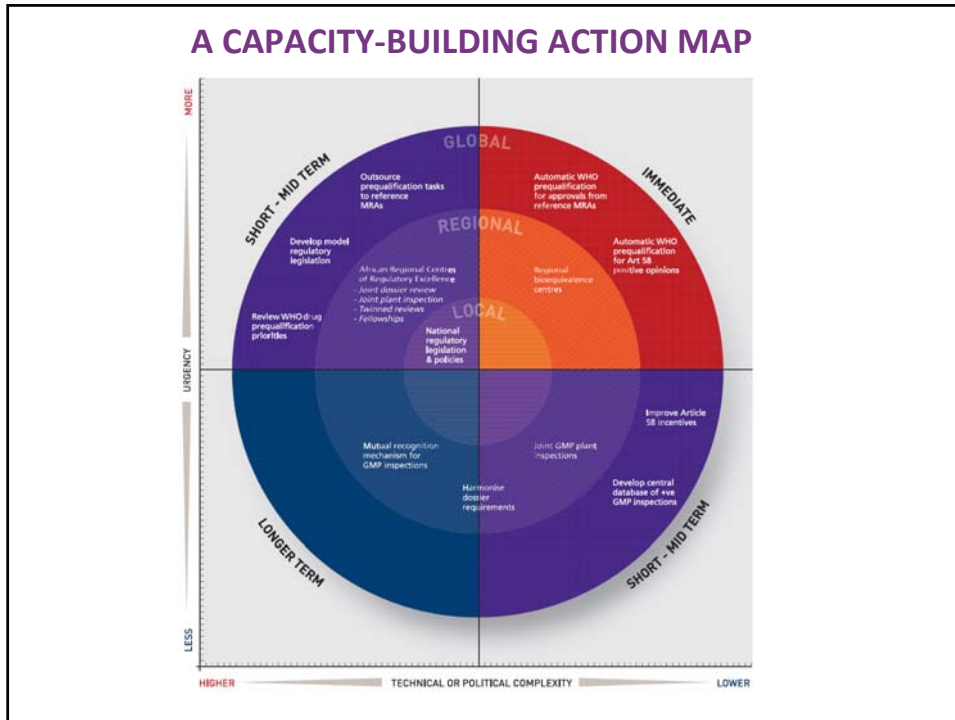 A CAPACITY-BUILDING ACTION MAP
MORE
URGENCY
LESS
SHORT - MID TERM
IMMEDIATE
GLOBAL
REGIONAL
LOCAL
Outsource
prequalification tasks
to reference
MRAs
Develop model
regulatory
legislation
African Regional Centres
of Regulatory Excellence
- Joint dossier review
- Joint plant inspection
- Twinned reviews
- Fellowships
Review WHO drug
prequalification
priorities
National
regulatory
legislation
& policies
Automatic WHO
prequalification
for approvals from
reference MRAs
Automatic WHO
prequalification
for Art 58
positive opinions
Regional
bioequivalence
centres
Mutual recognition
mechanism for
GMP inspections
Harmonise
dossier
requirements
Joint GMP plant
inspections
Improve Article
58 incentives
Develop central
database of +ve
GMP inspections
LONGER TERM
SHORT - MID TERM
HIGHER
TECHNICAL OR POLITICAL COMPLEXITY
LOWER